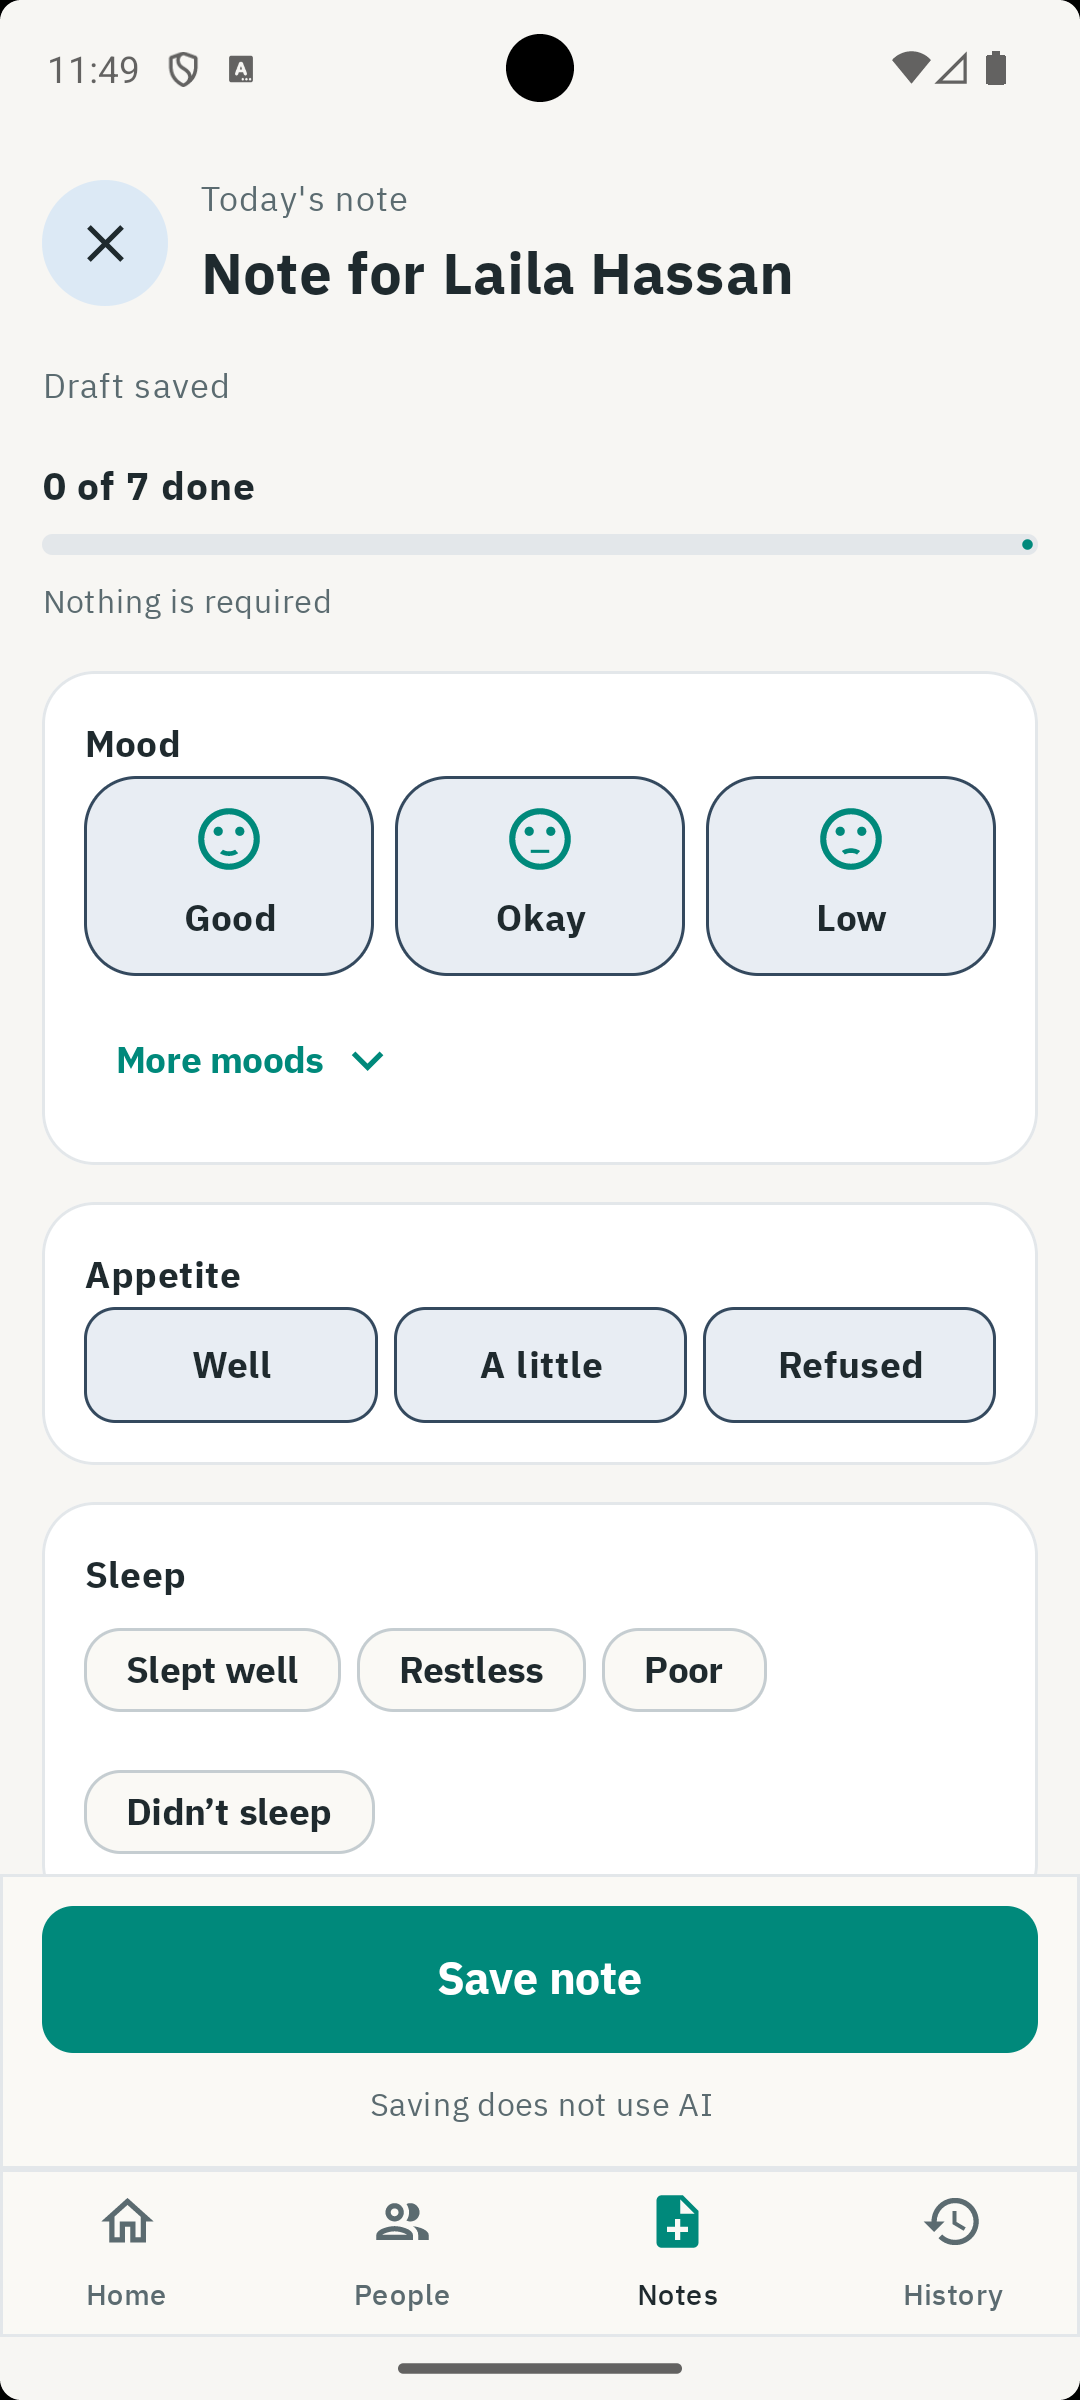 11:49
Today's note
Note for Laila Hassan
Draft saved
0 of 7 done
Nothing is required
Mood
Good Okay Low
More moods
Appetite
Well A little Refused
Sleep
Slept well Restless Poor
Didn’t sleep
Save note
Saving does not use AI
Home People Notes History